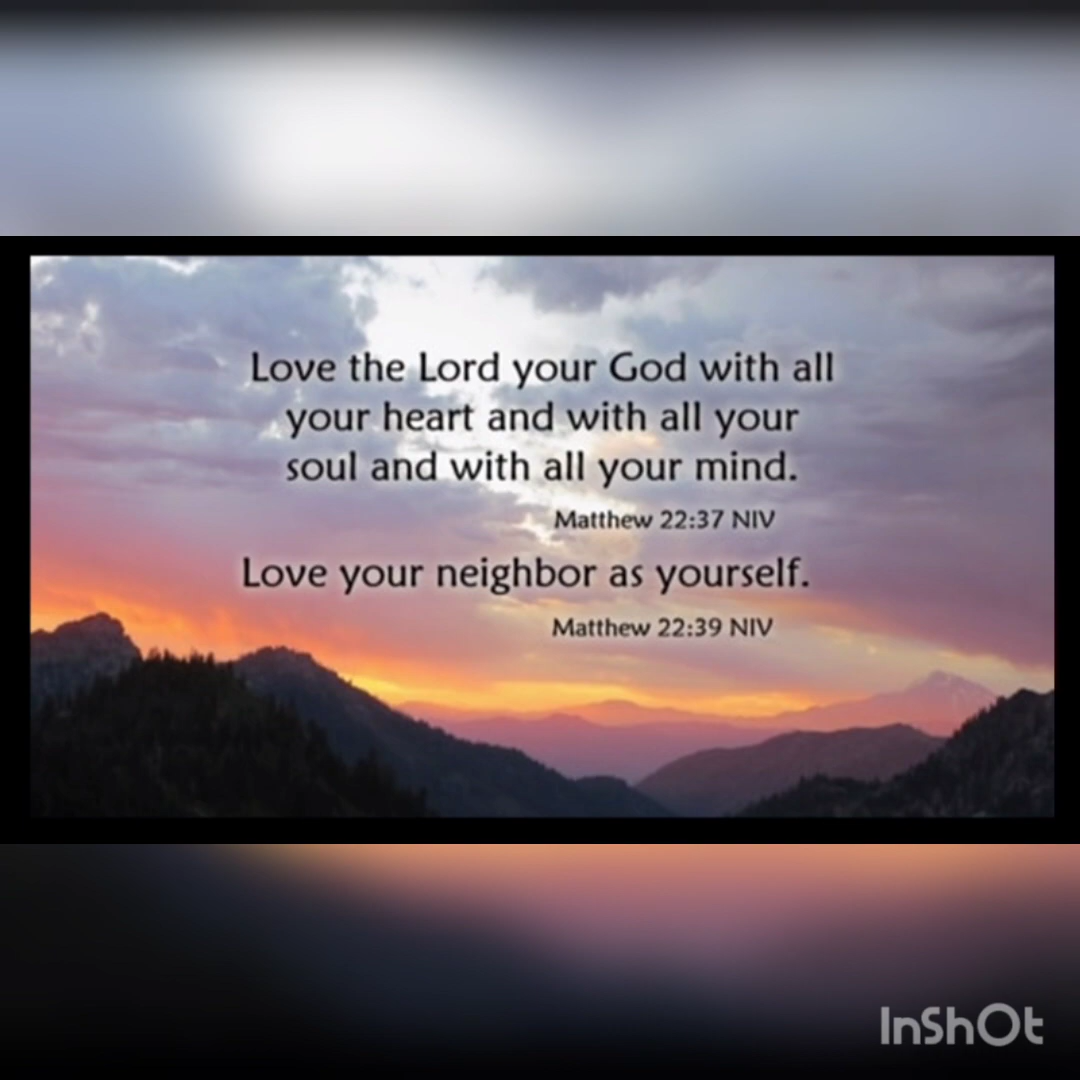 Love the Lord your God with all
your heart and with all your
soul and with all your mind.
Matthew 22:37 NIV
Love your neighbor as yourself.
Matthew 22:39 NIV
InShOt